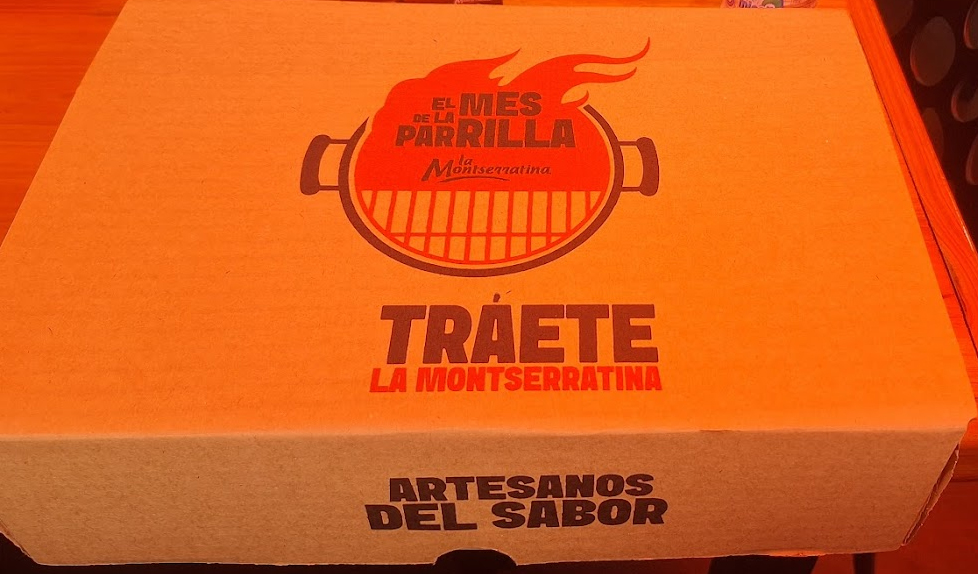 EL MES
DE LA
PARRILLA
la
Montserratina
TRÁETE
LA MONTSERRATINA
ARTESANOS
DEL SABOR